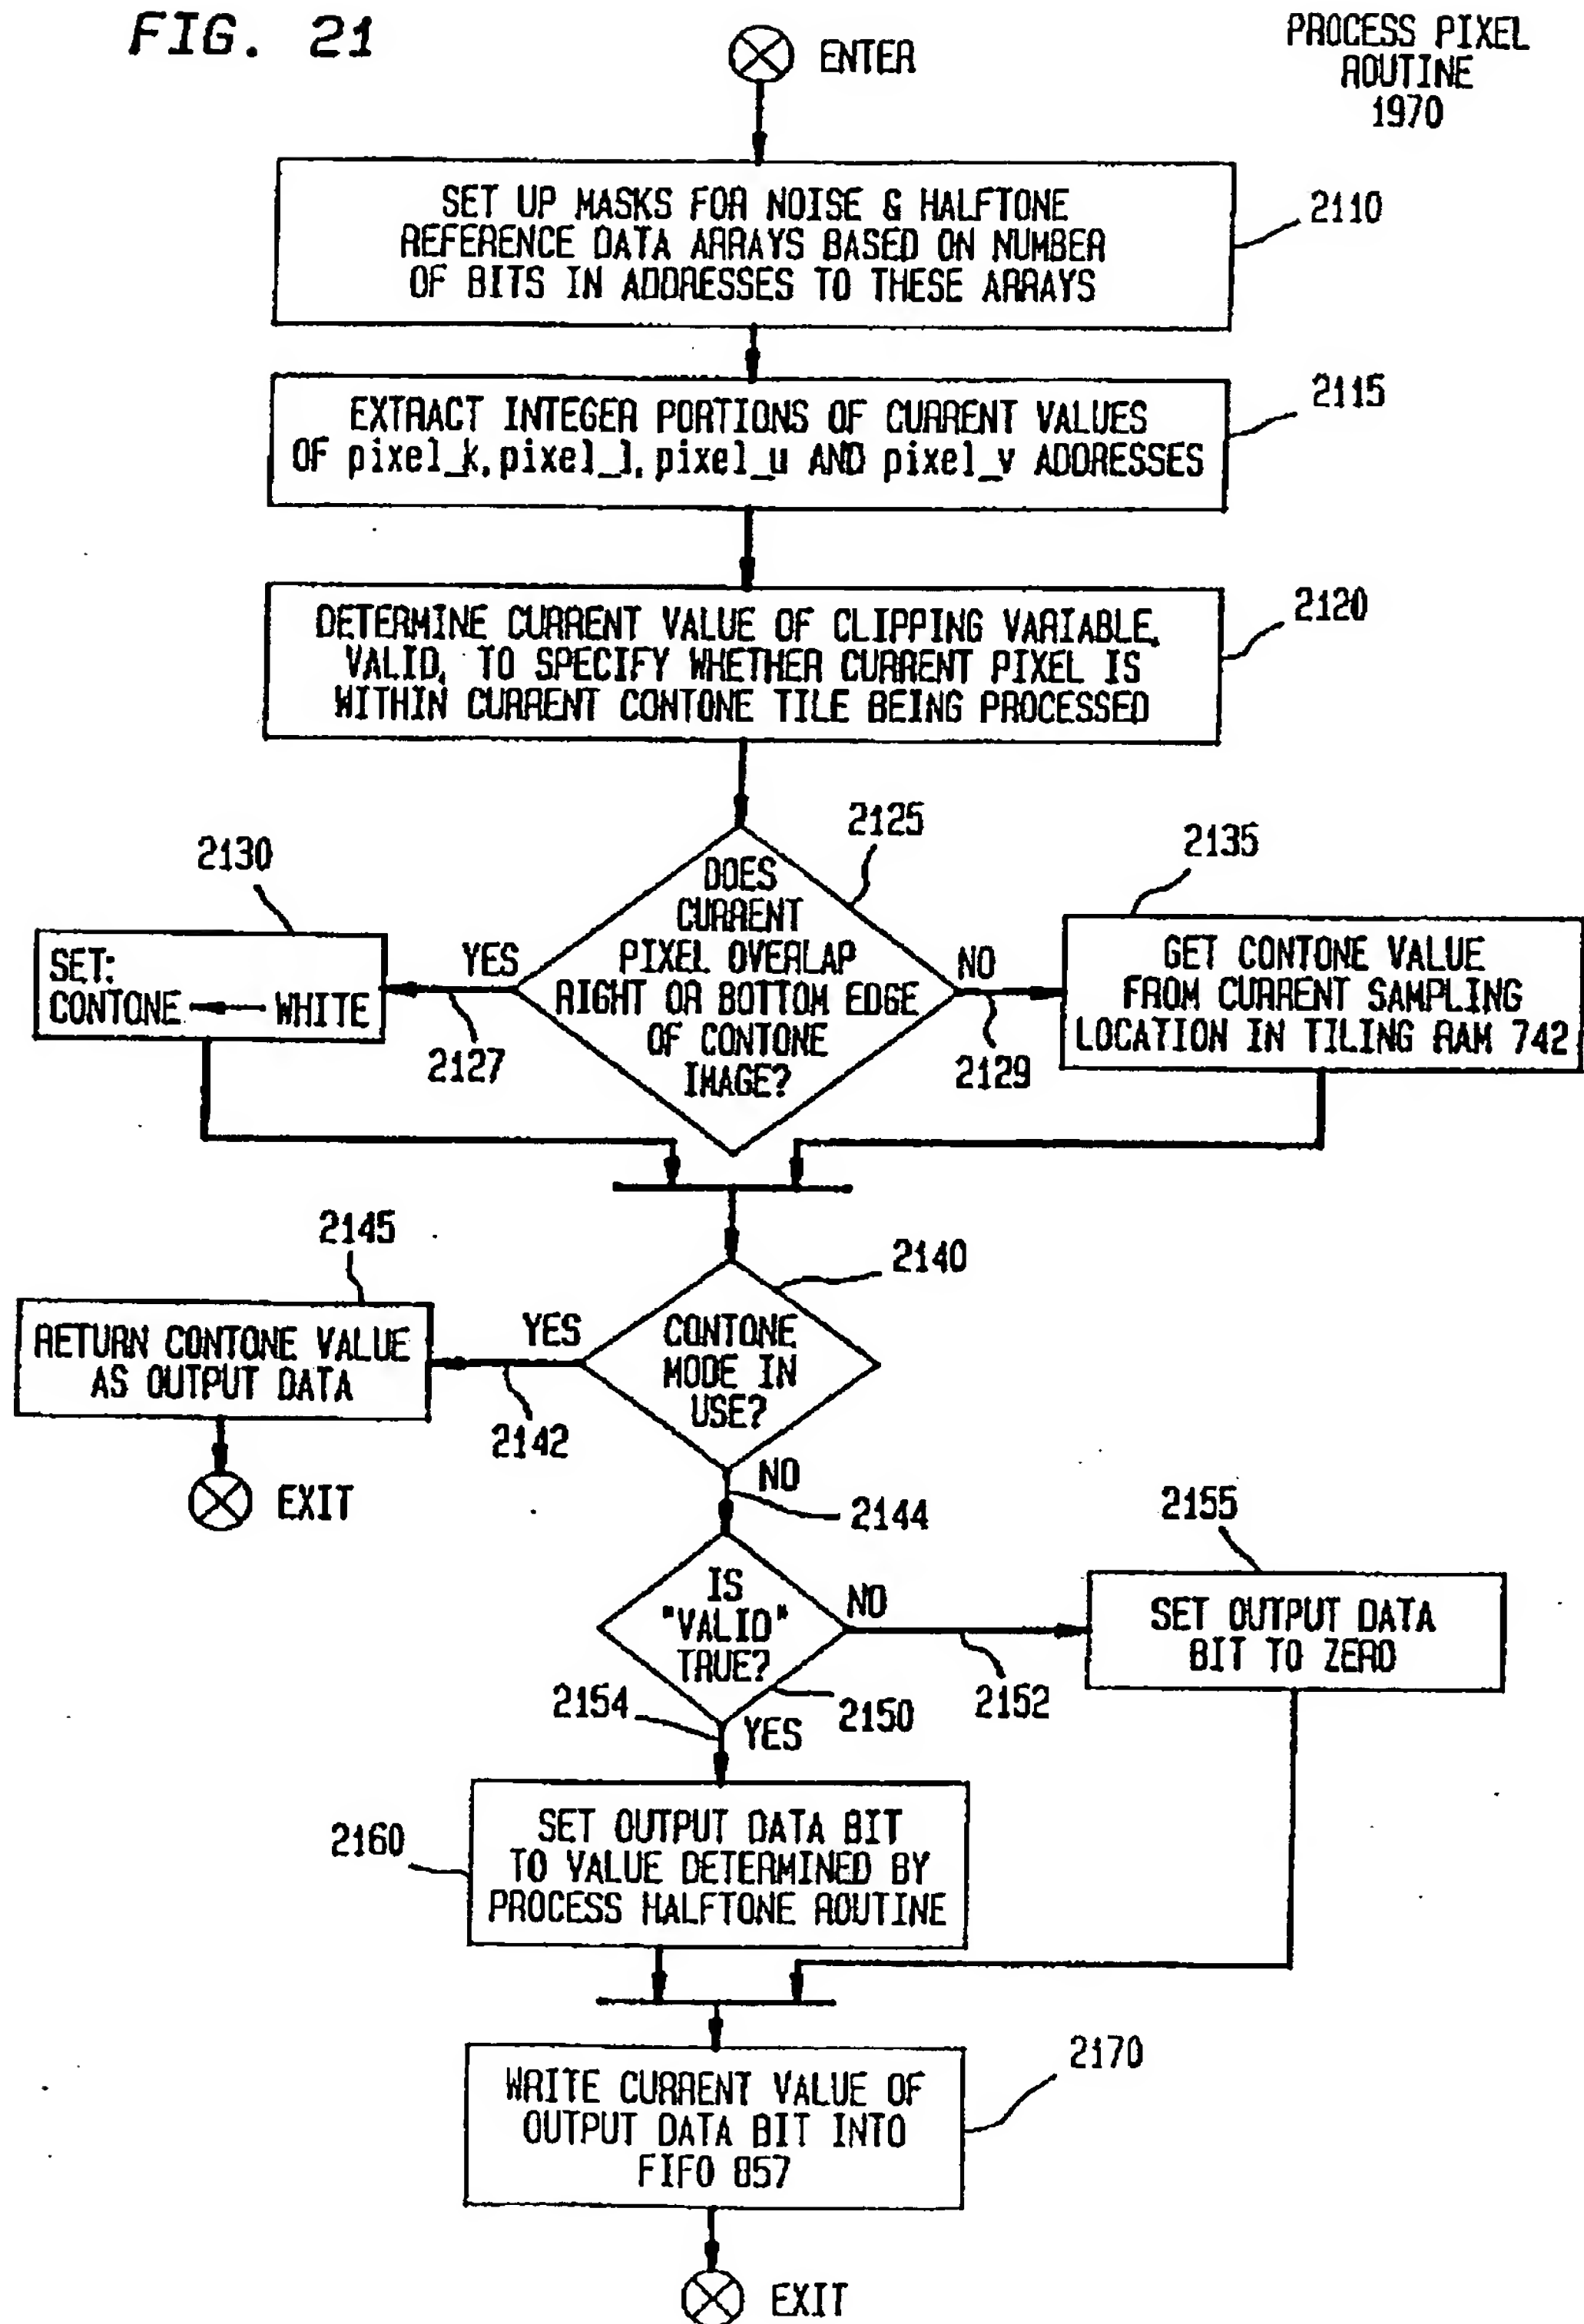 FIG. 21
ENTER
PROCESS PIXEL
ROUTINE
1970
SET UP MASKS FOR NOISE & HALFTONE
REFERENCE DATA ARRAYS BASED ON NUMBER
OF BITS IN ADDRESSES TO THESE ARRAYS
2110
EXTRACT INTEGER PORTIONS OF CURRENT VALUES
OF pixel_k, pixel_l, pixel_u AND pixel_v ADDRESSES
2115
DETERMINE CURRENT VALUE OF CLIPPING VARIABLE,
VALID, TO SPECIFY WHETHER CURRENT PIXEL IS
WITHIN CURRENT CONTONE TILE BEING PROCESSED
2120
2125
DOES
CURRENT
PIXEL OVERLAP
RIGHT OR BOTTOM EDGE
OF CONTONE
IMAGE?
2130
YES
2127
SET:
CONTONE ← WHITE
NO
2129
2135
GET CONTONE VALUE
FROM CURRENT SAMPLING
LOCATION IN TILING RAM 742
2140
CONTONE
MODE IN
USE?
2145
YES
2142
RETURN CONTONE VALUE
AS OUTPUT DATA
EXIT
NO
2144
IS
"VALID"
TRUE?
2150
NO
2152
2155
SET OUTPUT DATA
BIT TO ZERO
2154
YES
2160
SET OUTPUT DATA BIT
TO VALUE DETERMINED BY
PROCESS HALFTONE ROUTINE
WRITE CURRENT VALUE OF
OUTPUT DATA BIT INTO
FIFO 857
2170
EXIT